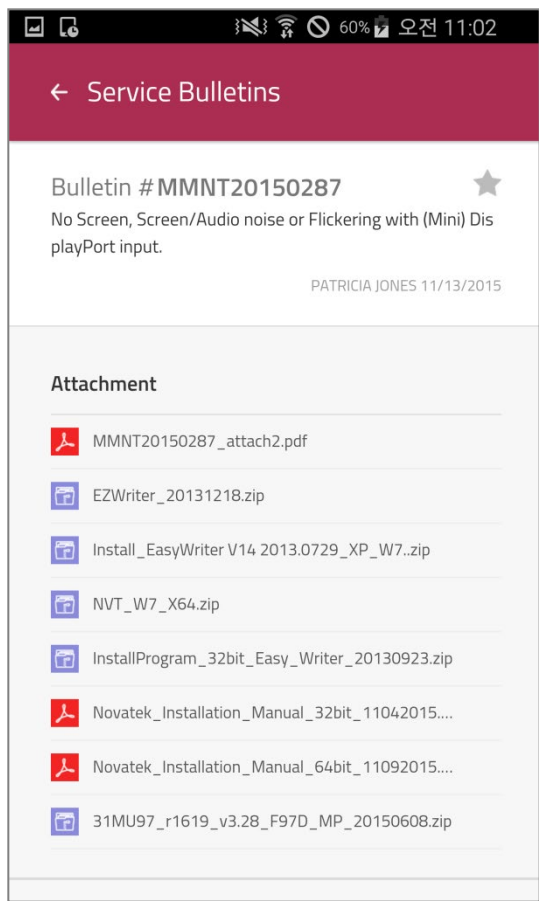 60% 오전 11:02
Service Bulletins
Bulletin # MMNT20150287
No Screen, Screen/Audio noise or Flickering with (Mini) Dis
playPort input.
PATRICIA JONES 11/13/2015
Attachment
MMNT20150287_attach2.pdf
EZWriter_20131218.zip
Install_EasyWriter V14 2013.0729_XP_W7..zip
NVT_W7_X64.zip
InstallProgram_32bit_Easy_Writer_20130923.zip
Novatek_Installation_Manual_32bit_11042015....
Novatek_Installation_Manual_64bit_11092015....
31MU97_r1619_v3.28_F97D_MP_20150608.zip